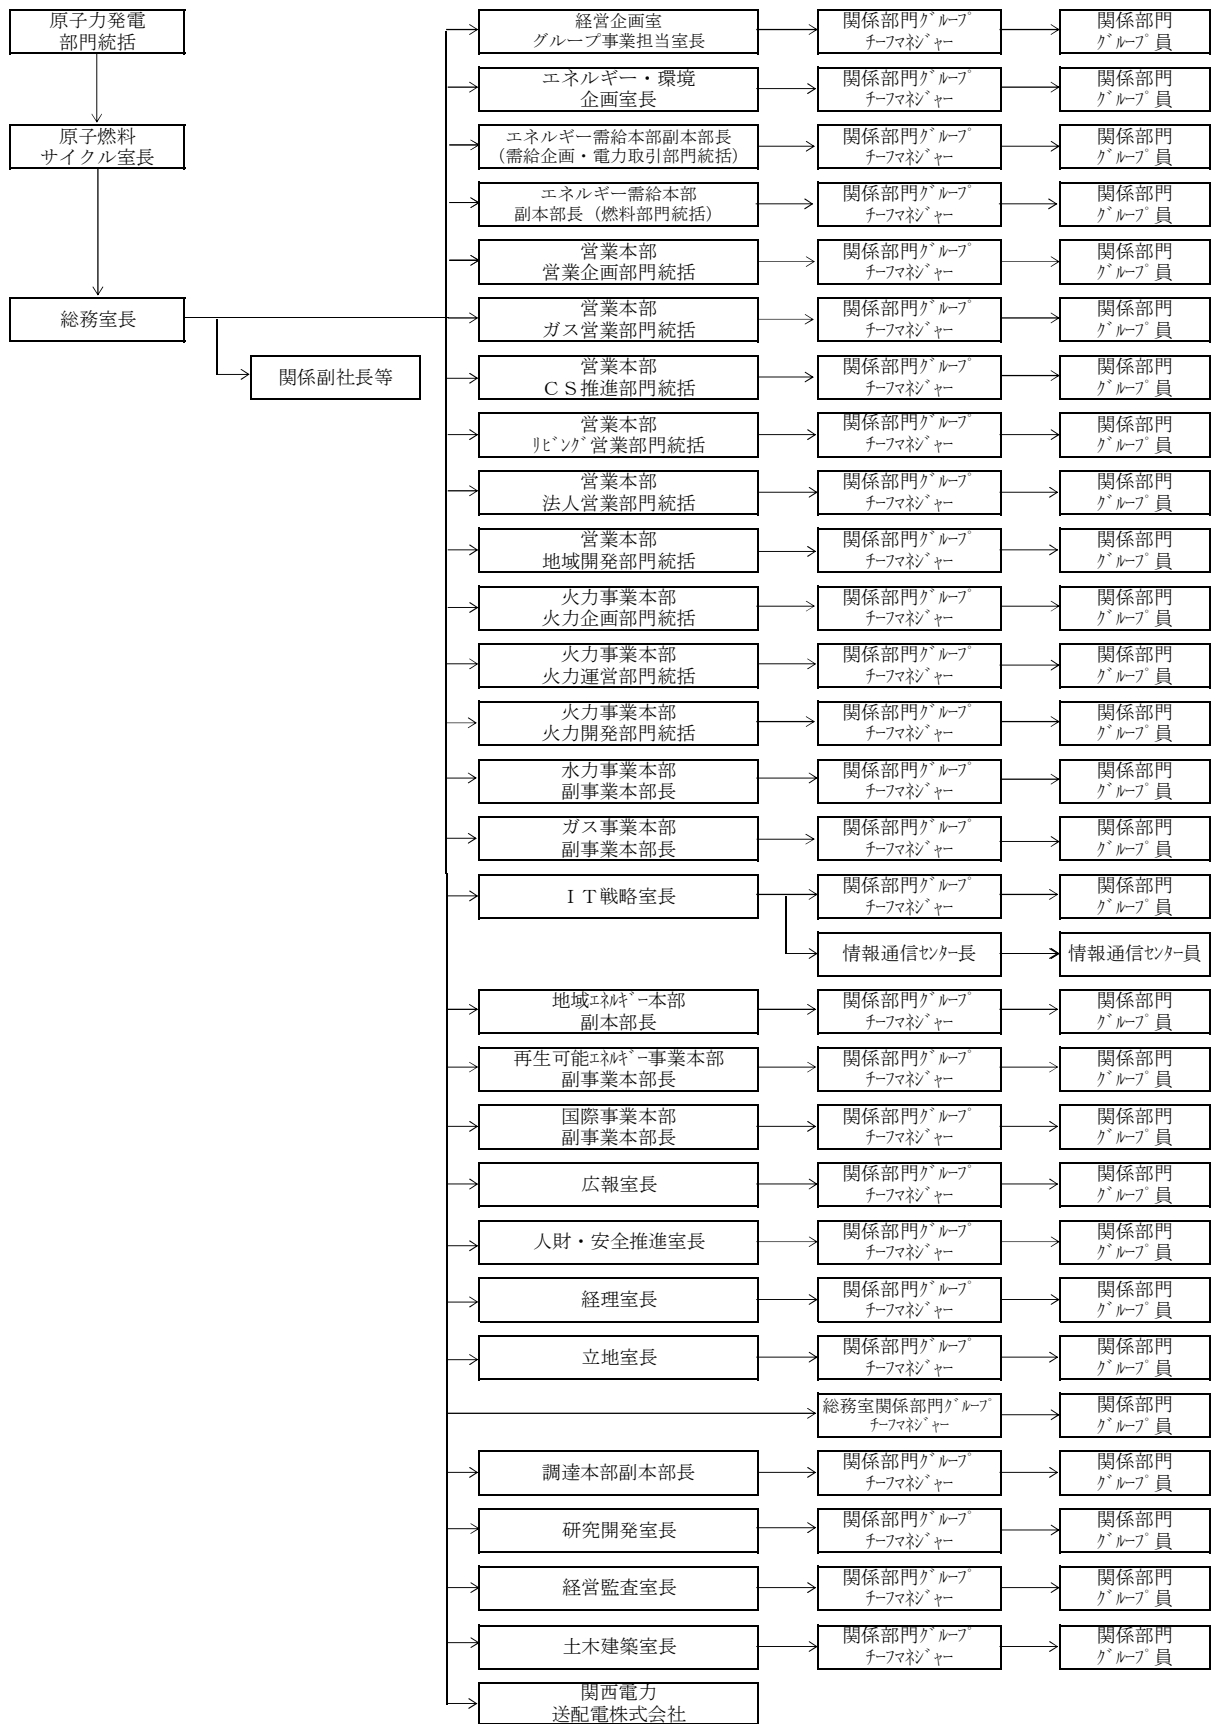 原子力発電
部門統括
原子燃料
サイクル室長
総務室長
関係副社長等
経営企画室
グループ事業担当室長
関係部門ｸﾞﾙｰﾌﾟ
ﾁｰﾌﾏﾈｼﾞｬｰ
関係部門
ｸﾞﾙｰﾌﾟ員
エネルギー・環境
企画室長
関係部門ｸﾞﾙｰﾌﾟ
ﾁｰﾌﾏﾈｼﾞｬｰ
関係部門
ｸﾞﾙｰﾌﾟ員
エネルギー需給本部副本部長
（需給企画・電力取引部門統括）
関係部門ｸﾞﾙｰﾌﾟ
ﾁｰﾌﾏﾈｼﾞｬｰ
関係部門
ｸﾞﾙｰﾌﾟ員
エネルギー需給本部
副本部長（燃料部門統括）
関係部門ｸﾞﾙｰﾌﾟ
ﾁｰﾌﾏﾈｼﾞｬｰ
関係部門
ｸﾞﾙｰﾌﾟ員
営業本部
営業企画部門統括
関係部門ｸﾞﾙｰﾌﾟ
ﾁｰﾌﾏﾈｼﾞｬｰ
関係部門
ｸﾞﾙｰﾌﾟ員
営業本部
ガス営業部門統括
関係部門ｸﾞﾙｰﾌﾟ
ﾁｰﾌﾏﾈｼﾞｬｰ
関係部門
ｸﾞﾙｰﾌﾟ員
営業本部
ＣＳ推進部門統括
関係部門ｸﾞﾙｰﾌﾟ
ﾁｰﾌﾏﾈｼﾞｬｰ
関係部門
ｸﾞﾙｰﾌﾟ員
営業本部
ﾘﾋﾞﾝｸﾞ営業部門統括
関係部門ｸﾞﾙｰﾌﾟ
ﾁｰﾌﾏﾈｼﾞｬｰ
関係部門
ｸﾞﾙｰﾌﾟ員
営業本部
法人営業部門統括
関係部門ｸﾞﾙｰﾌﾟ
ﾁｰﾌﾏﾈｼﾞｬｰ
関係部門
ｸﾞﾙｰﾌﾟ員
営業本部
地域開発部門統括
関係部門ｸﾞﾙｰﾌﾟ
ﾁｰﾌﾏﾈｼﾞｬｰ
関係部門
ｸﾞﾙｰﾌﾟ員
火力事業本部
火力企画部門統括
関係部門ｸﾞﾙｰﾌﾟ
ﾁｰﾌﾏﾈｼﾞｬｰ
関係部門
ｸﾞﾙｰﾌﾟ員
火力事業本部
火力運営部門統括
関係部門ｸﾞﾙｰﾌﾟ
ﾁｰﾌﾏﾈｼﾞｬｰ
関係部門
ｸﾞﾙｰﾌﾟ員
火力事業本部
火力開発部門統括
関係部門ｸﾞﾙｰﾌﾟ
ﾁｰﾌﾏﾈｼﾞｬｰ
関係部門
ｸﾞﾙｰﾌﾟ員
水力事業本部
副事業本部長
関係部門ｸﾞﾙｰﾌﾟ
ﾁｰﾌﾏﾈｼﾞｬｰ
関係部門
ｸﾞﾙｰﾌﾟ員
ガス事業本部
副事業本部長
関係部門ｸﾞﾙｰﾌﾟ
ﾁｰﾌﾏﾈｼﾞｬｰ
関係部門
ｸﾞﾙｰﾌﾟ員
ＩＴ戦略室長
関係部門ｸﾞﾙｰﾌﾟ
ﾁｰﾌﾏﾈｼﾞｬｰ
関係部門
ｸﾞﾙｰﾌﾟ員
情報通信ｾﾝﾀｰ長
情報通信ｾﾝﾀｰ員
地域ｴﾈﾙｷﾞｰ本部
副本部長
関係部門ｸﾞﾙｰﾌﾟ
ﾁｰﾌﾏﾈｼﾞｬｰ
関係部門
ｸﾞﾙｰﾌﾟ員
再生可能ｴﾈﾙｷﾞｰ事業本部
副事業本部長
関係部門ｸﾞﾙｰﾌﾟ
ﾁｰﾌﾏﾈｼﾞｬｰ
関係部門
ｸﾞﾙｰﾌﾟ員
国際事業本部
副事業本部長
関係部門ｸﾞﾙｰﾌﾟ
ﾁｰﾌﾏﾈｼﾞｬｰ
関係部門
ｸﾞﾙｰﾌﾟ員
広報室長
関係部門ｸﾞﾙｰﾌﾟ
ﾁｰﾌﾏﾈｼﾞｬｰ
関係部門
ｸﾞﾙｰﾌﾟ員
人財・安全推進室長
関係部門ｸﾞﾙｰﾌﾟ
ﾁｰﾌﾏﾈｼﾞｬｰ
関係部門
ｸﾞﾙｰﾌﾟ員
経理室長
関係部門ｸﾞﾙｰﾌﾟ
ﾁｰﾌﾏﾈｼﾞｬｰ
関係部門
ｸﾞﾙｰﾌﾟ員
立地室長
関係部門ｸﾞﾙｰﾌﾟ
ﾁｰﾌﾏﾈｼﾞｬｰ
関係部門
ｸﾞﾙｰﾌﾟ員
総務室関係部門ｸﾞﾙｰﾌﾟ
ﾁｰﾌﾏﾈｼﾞｬｰ
関係部門
ｸﾞﾙｰﾌﾟ員
調達本部副本部長
関係部門ｸﾞﾙｰﾌﾟ
ﾁｰﾌﾏﾈｼﾞｬｰ
関係部門
ｸﾞﾙｰﾌﾟ員
研究開発室長
関係部門ｸﾞﾙｰﾌﾟ
ﾁｰﾌﾏﾈｼﾞｬｰ
関係部門
ｸﾞﾙｰﾌﾟ員
経営監査室長
関係部門ｸﾞﾙｰﾌﾟ
ﾁｰﾌﾏﾈｼﾞｬｰ
関係部門
ｸﾞﾙｰﾌﾟ員
土木建築室長
関係部門ｸﾞﾙｰﾌﾟ
ﾁｰﾌﾏﾈｼﾞｬｰ
関係部門
ｸﾞﾙｰﾌﾟ員
関西電力
送配電株式会社